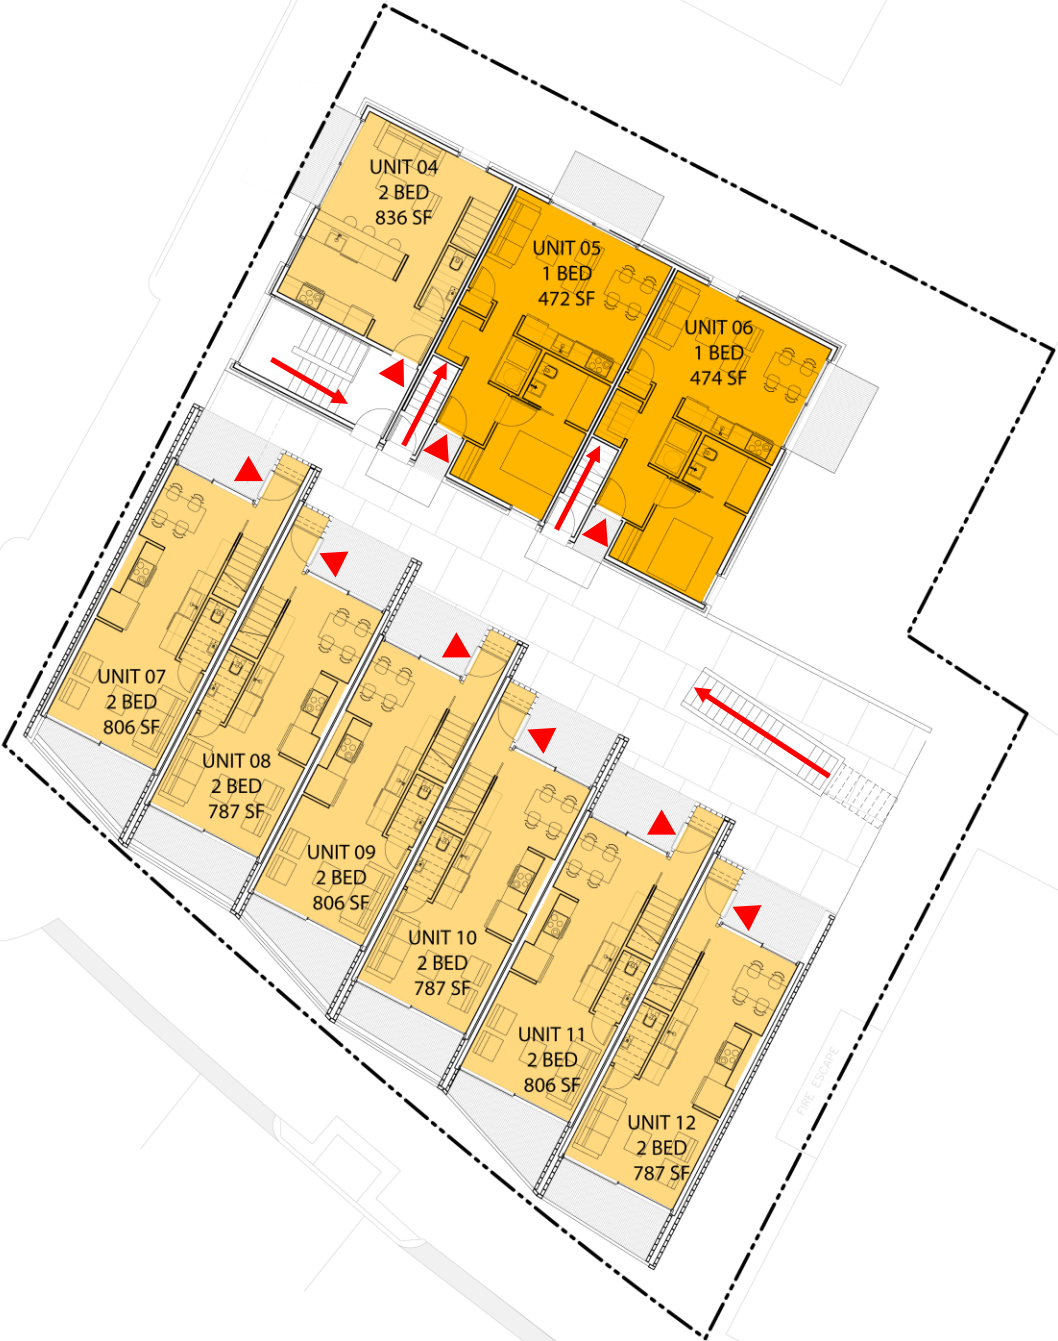 UNIT 04
2 BED
836 SF
UNIT 05
1 BED
472 SF
UNIT 06
1 BED
474 SF
UNIT 07
2 BED
806 SF
UNIT 08
2 BED
787 SF
UNIT 09
2 BED
806 SF
UNIT 10
2 BED
787 SF
UNIT 11
2 BED
806 SF
UNIT 12
2 BED
787 SF
FIRE ESCAPE